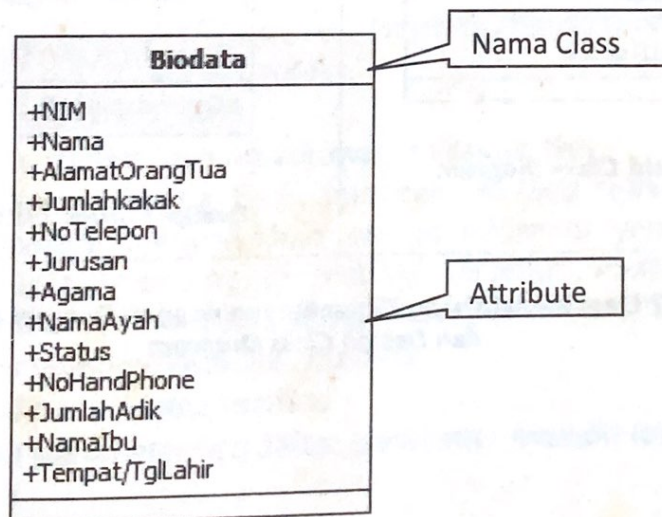 Nama Class
Biodata
+NIM
+Nama
+AlamatOrangTua
+Jumlahkakak
+NoTelepon
+Jurusan
+Agama
+NamaAyah
+Status
+NoHandPhone
+JumlahAdik
+NamaIbu
+Tempat/TglLahir
Attribute